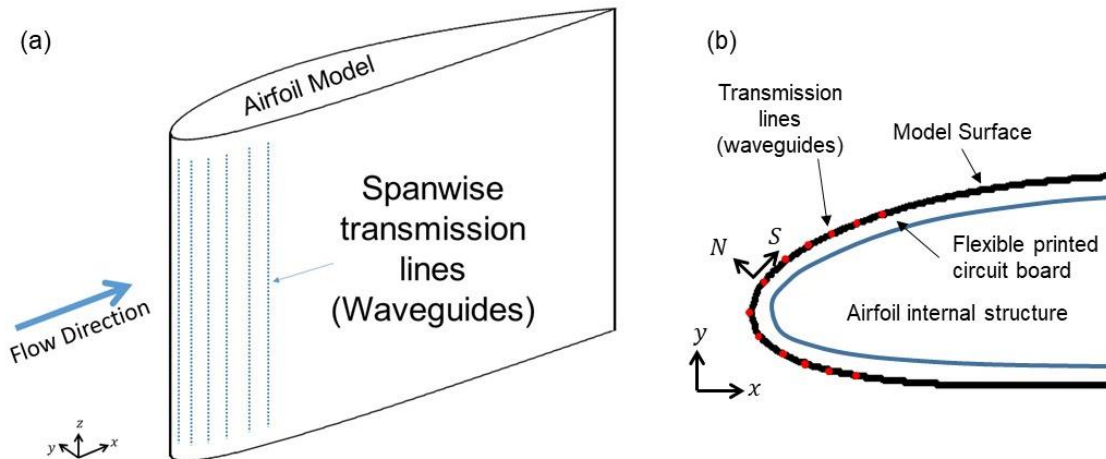 (a)
Airfoil Model
Spanwise
transmission
lines
(Waveguides)
Flow Direction
y
z
x
(b)
Transmission
lines
(waveguides)
Model Surface
N
S
Flexible printed
circuit board
Airfoil internal structure
y
x